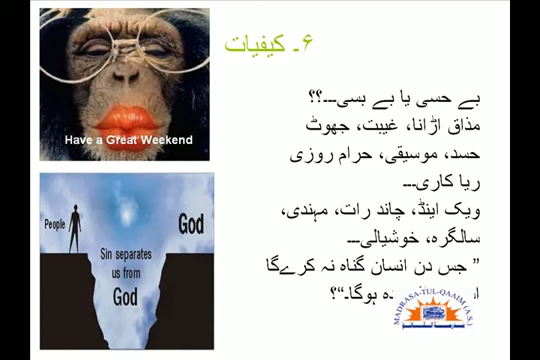 ۶۔ کیفیات
Have a Great Weekend
بے حسی یا بے بسی۔۔۔؟؟
مذاق اڑانا، غیبت، جھوٹ
حسد، موسیقی، حرام روزی
ریا کاری۔۔۔
ویک اینڈ، چاند رات، مہندی،
سالگرہ، خوشیالی۔۔۔
” جس دن انسان گناہ نہ کرےگا
ہوگا۔“؟
People
God
Sin separates
us from
God
MADRASA-TUL-QAAIM (A.S.)